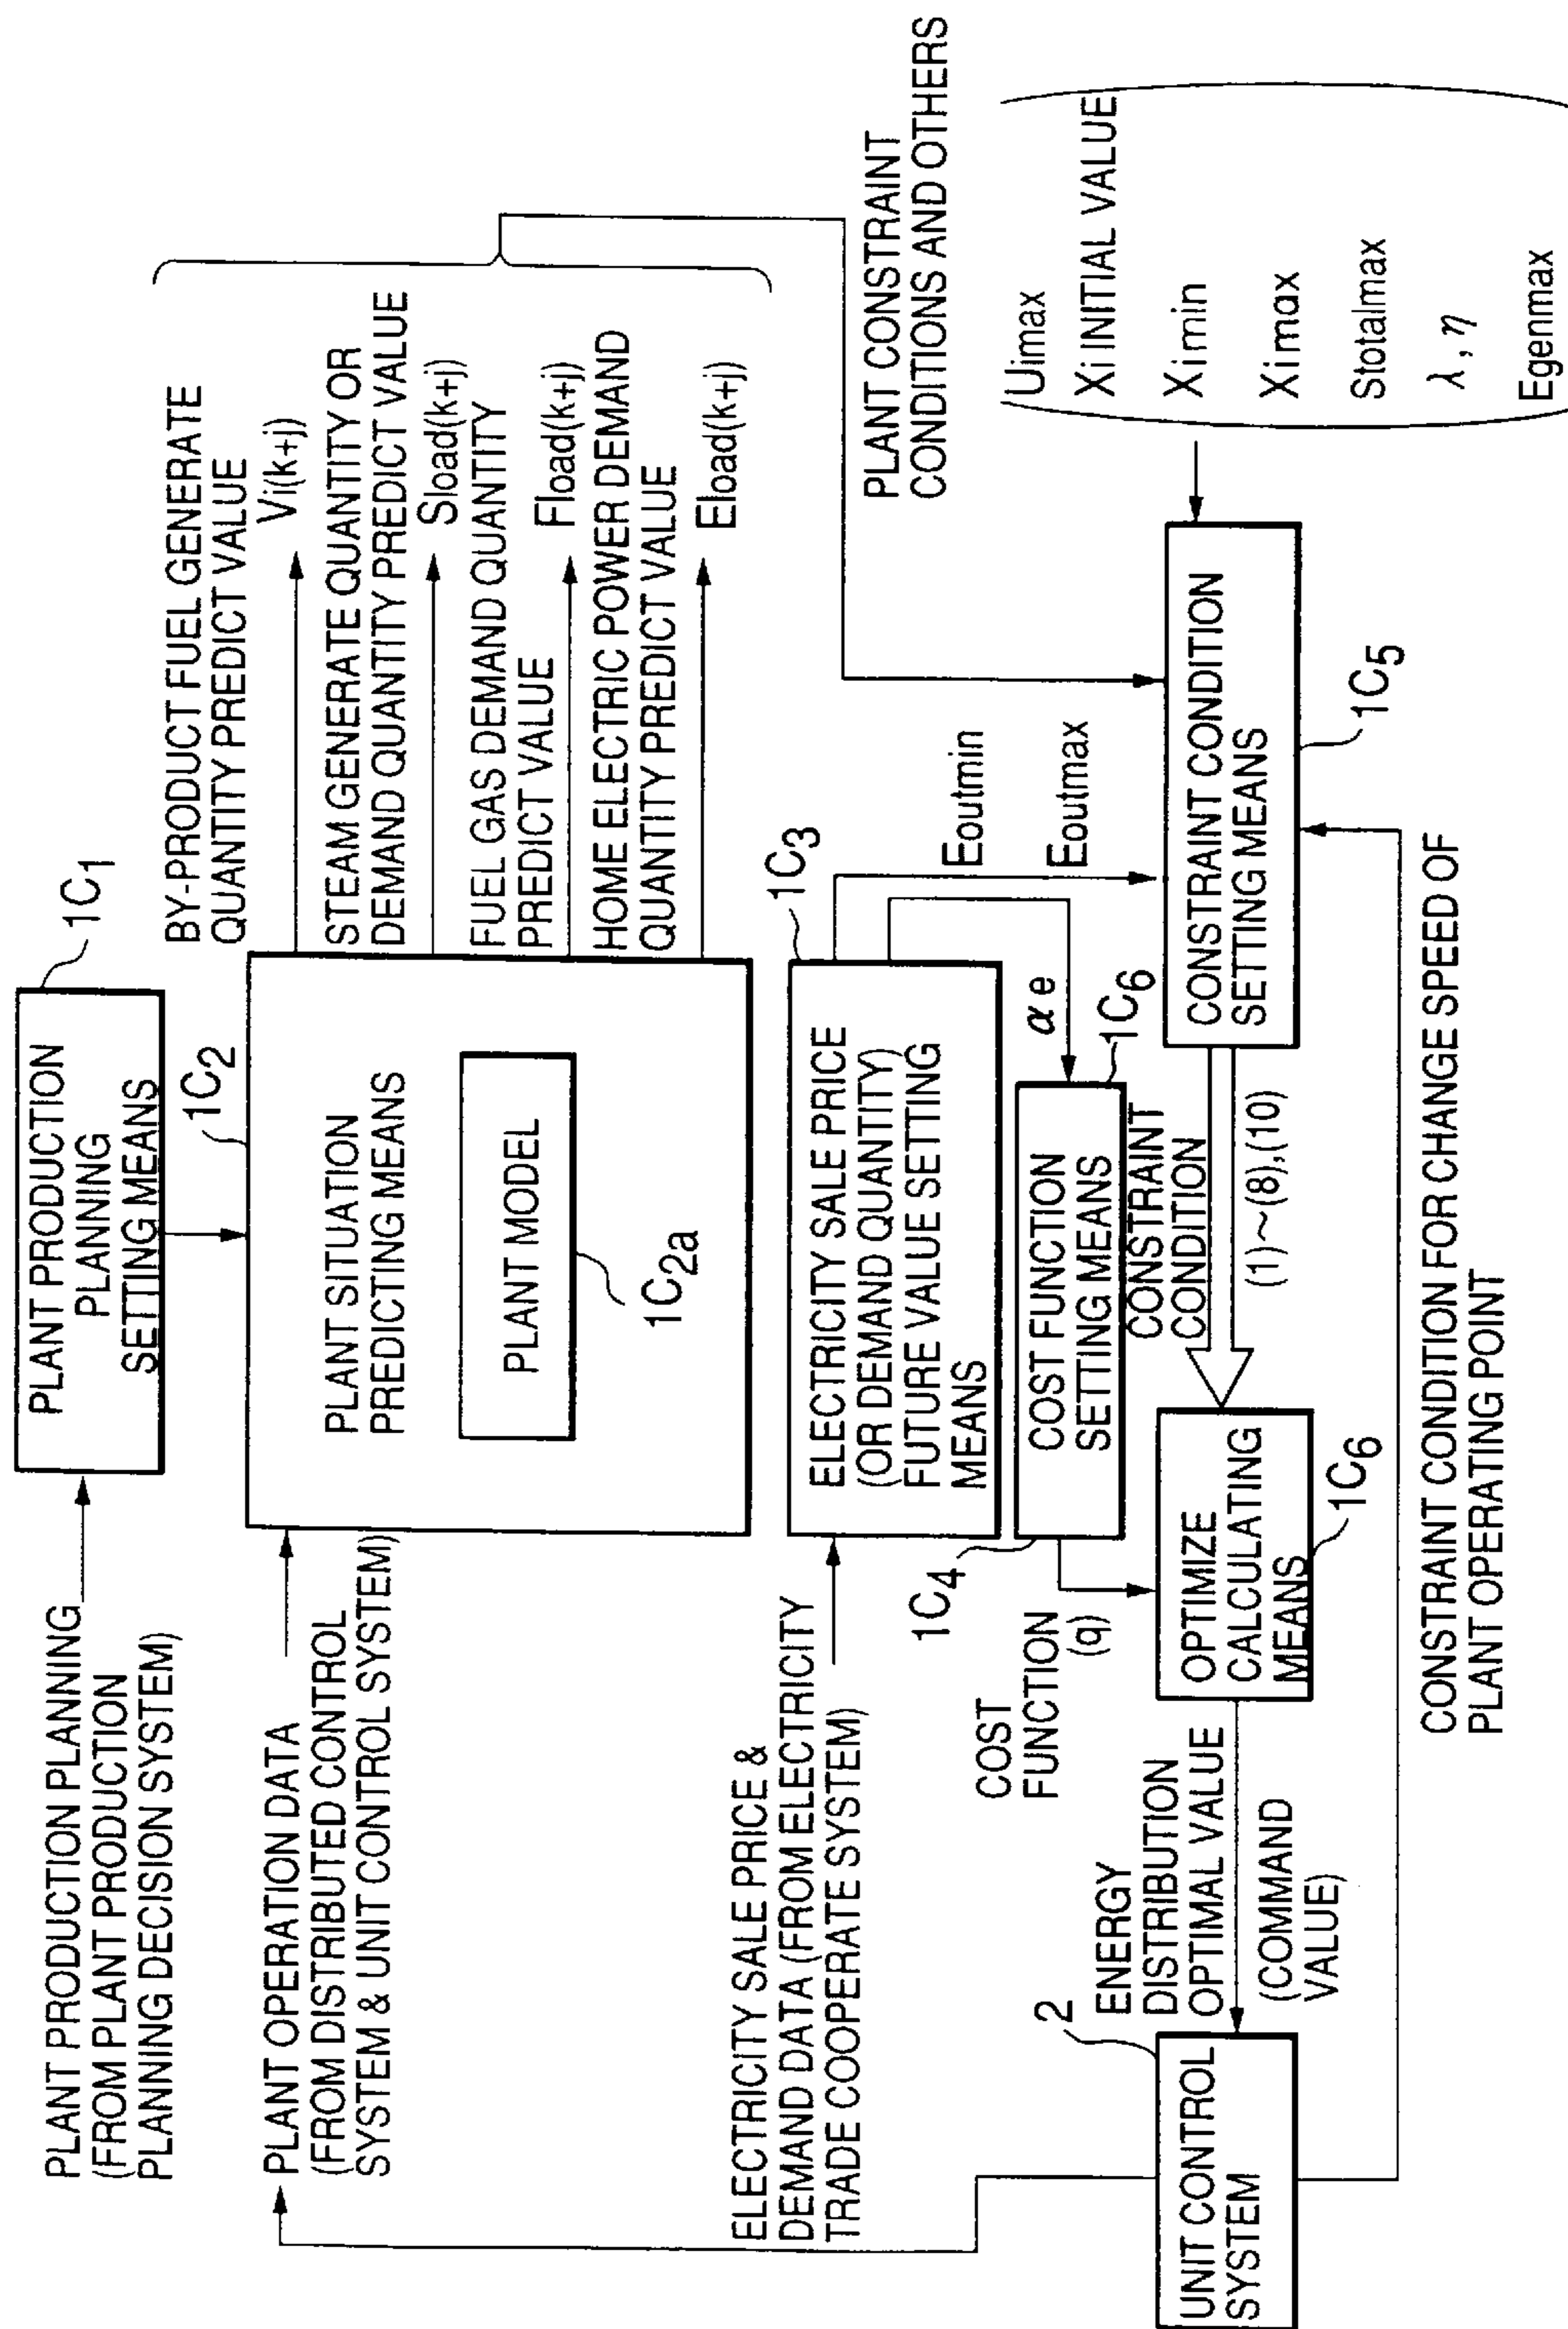 PLANT PRODUCTION PLANNING
(FROM PLANT PRODUCTION
PLANNING DECISION SYSTEM)
PLANT PRODUCTION
PLANNING
SETTING MEANS
1C1
PLANT OPERATION DATA
(FROM DISTRIBUTED CONTROL
SYSTEM & UNIT CONTROL SYSTEM)
1C2
PLANT SITUATION
PREDICTING MEANS
PLANT MODEL
1C2a
BY-PRODUCT FUEL GENERATE
QUANTITY PREDICT VALUE
Vi(k+j)
STEAM GENERATE QUANTITY OR
DEMAND QUANTITY PREDICT VALUE
Sload(k+j)
FUEL GAS DEMAND QUANTITY
PREDICT VALUE
Fload(k+j)
HOME ELECTRIC POWER DEMAND
QUANTITY PREDICT VALUE
Eload(k+j)
ELECTRICITY SALE PRICE &
DEMAND DATA (FROM ELECTRICITY
TRADE COOPERATE SYSTEM)
ELECTRICITY SALE PRICE
(OR DEMAND QUANTITY)
FUTURE VALUE SETTING
MEANS
1C3
Eoutmin
Eoutmax
αe
1C4
COST FUNCTION
SETTING MEANS
1C6
COST
FUNCTION
(q)
PLANT CONSTRAINT
CONDITIONS AND OTHERS
Uimax
Xi INITIAL VALUE
Ximin
Ximax
Stotalmax
λ, η
Egenmax
CONSTRAINT CONDITION
SETTING MEANS
1C5
CONSTRAINT
CONDITION
(1)~(8),(10)
OPTIMIZE
CALCULATING
MEANS
1C6
ENERGY
DISTRIBUTION
OPTIMAL VALUE
(COMMAND
VALUE)
2
UNIT CONTROL
SYSTEM
CONSTRAINT CONDITION FOR CHANGE SPEED OF
PLANT OPERATING POINT